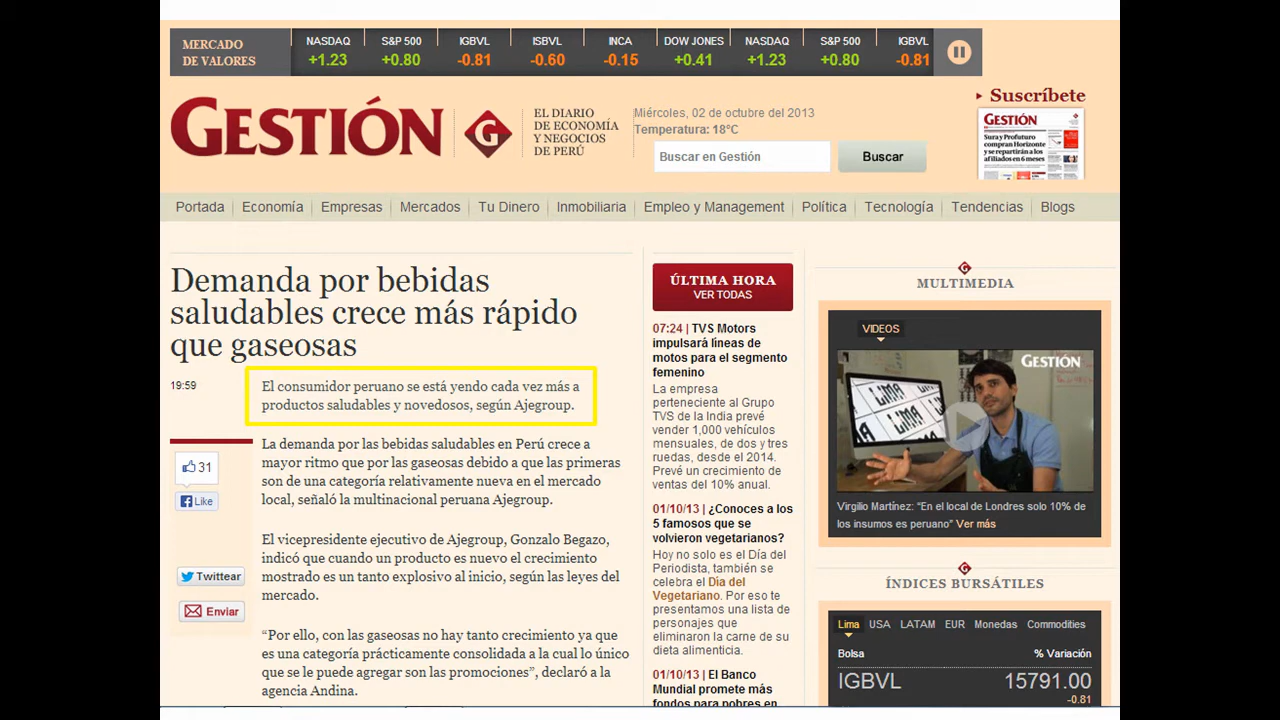 MERCADO
DE VALORES
NASDAQ
+1.23
S&P 500
+0.80
IGBVL
-0.81
ISBVL
-0.60
INCA
-0.15
DOW JONES
+0.41
NASDAQ
+1.23
S&P 500
+0.80
IGBVL
-0.81
GESTIÓN
G
EL DIARIO
DE ECONOMÍA
Y NEGOCIOS
DE PERÚ
Miércoles, 02 de octubre del 2013
Temperatura: 18°C
Buscar en Gestión
Buscar
Suscríbete
GESTIÓN
Sura y Profuturo
compran Horizonte
y se repartirán a los
afiliados en 6 meses
Portada
Economía
Empresas
Mercados
Tu Dinero
Inmobiliaria
Empleo y Management
Política
Tecnología
Tendencias
Blogs
Demanda por bebidas
saludables crece más rápido
que gaseosas
19:59
El consumidor peruano se está yendo cada vez más a
productos saludables y novedosos, según Ajegroup.
31
Like
Twittear
Enviar
La demanda por las bebidas saludables en Perú crece a
mayor ritmo que por las gaseosas debido a que las primeras
son de una categoría relativamente nueva en el mercado
local, señaló la multinacional peruana Ajegroup.
El vicepresidente ejecutivo de Ajegroup, Gonzalo Begazo,
indicó que cuando un producto es nuevo el crecimiento
mostrado es un tanto explosivo al inicio, según las leyes del
mercado.
“Por ello, con las gaseosas no hay tanto crecimiento ya que
es una categoría prácticamente consolidada a la cual lo único
que se le puede agregar son las promociones”, declaró a la
agencia Andina.
ÚLTIMA HORA
VER TODAS
07:24 | TVS Motors
impulsará líneas de
motos para el segmento
femenino
La empresa
perteneciente al Grupo
TVS de la India prevé
vender 1,000 vehículos
mensuales, de dos y tres
ruedas, desde el 2014.
Prevé un crecimiento de
ventas del 10% anual.
01/10/13 | ¿Conoces a los
5 famosos que se
volvieron vegetarianos?
Hoy no solo es el Día del
Periodista, también se
celebra el Día del
Vegetariano. Por eso te
presentamos una lista de
personajes que
eliminaron la carne de su
dieta alimenticia.
01/10/13 | El Banco
Mundial promete más
fondos para pobres en
G
MULTIMEDIA
VIDEOS
GESTIÓN
LIMA
LIMA
Virgilio Martínez: “En el local de Londres solo 10% de
los insumos es peruano” Ver más
G
ÍNDICES BURSÁTILES
Lima
USA
LATAM
EUR
Monedas
Commodities
Bolsa
% Variación
IGBVL
15791.00
-0.81